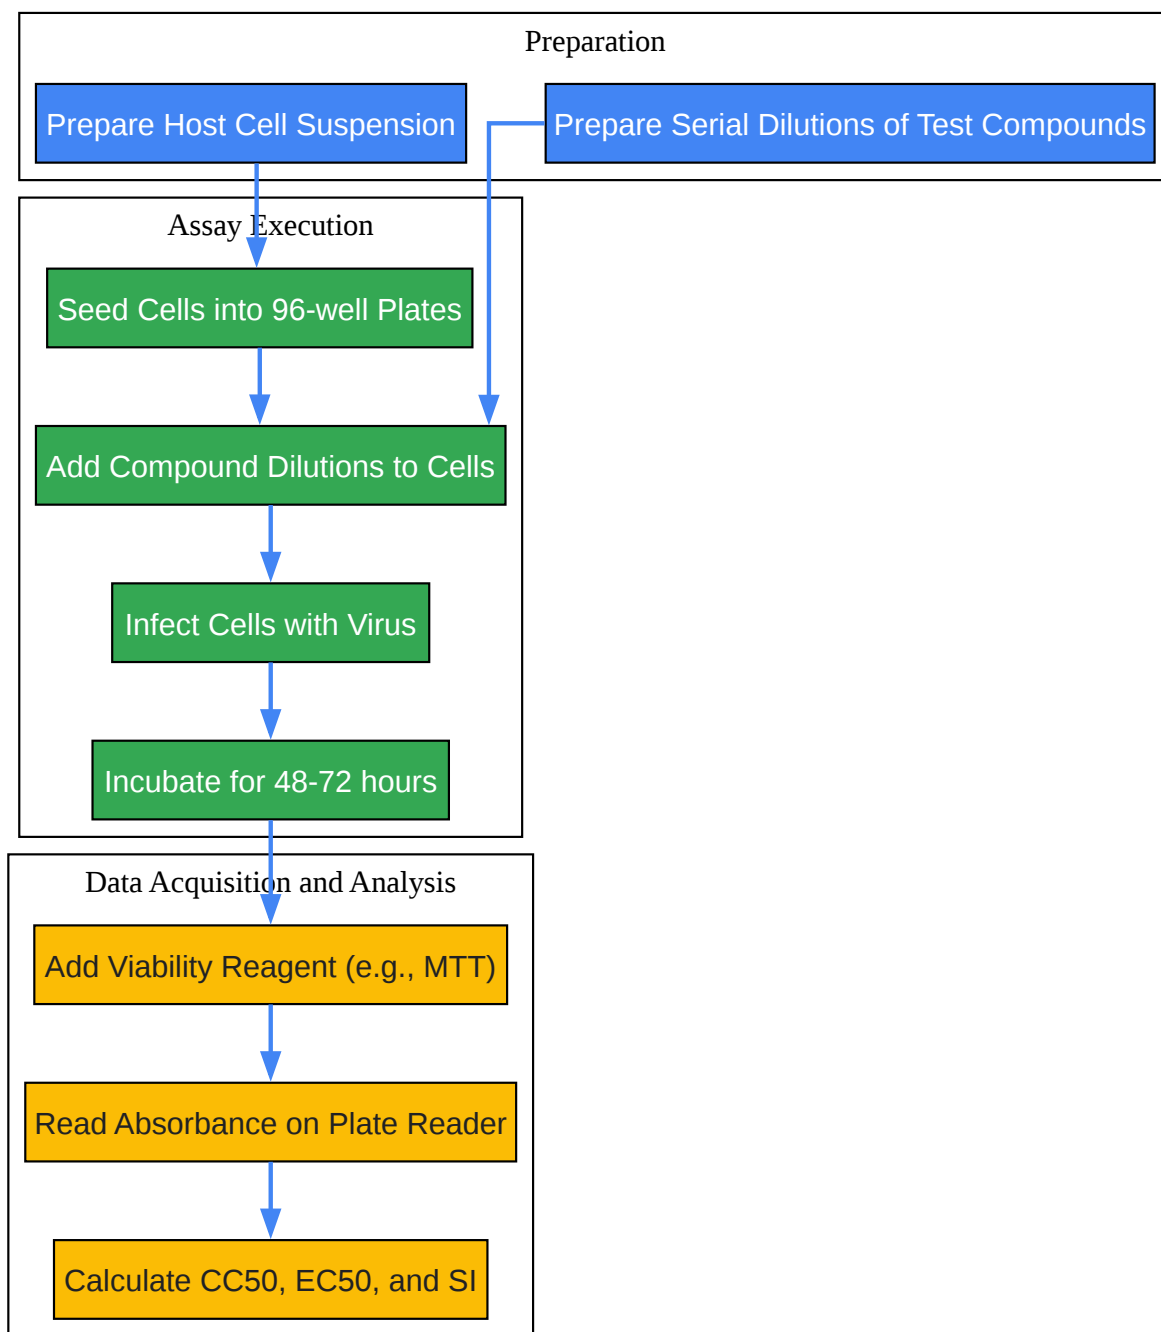 Preparation
Prepare Host Cell Suspension
Prepare Serial Dilutions of Test Compounds
Assay Execution
Seed Cells into 96-well Plates
Add Compound Dilutions to Cells
Infect Cells with Virus
Incubate for 48-72 hours
Data Acquisition and Analysis
Add Viability Reagent (e.g., MTT)
Read Absorbance on Plate Reader
Calculate CC50, EC50, and SI